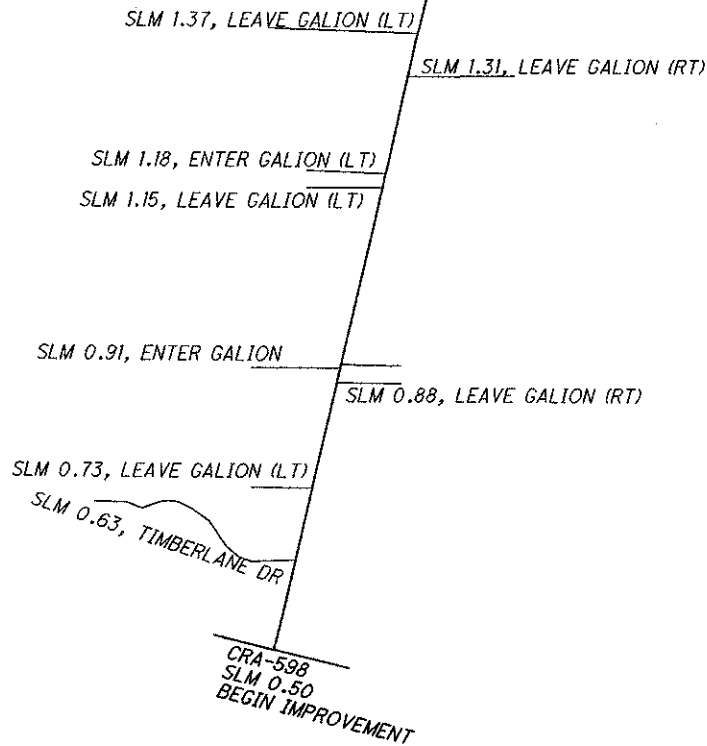 SLM 1.37, LEAVE GALION (LT)
SLM 1.31, LEAVE GALION (RT)
SLM 1.18, ENTER GALION (LT)
SLM 1.15, LEAVE GALION (LT)
SLM 0.91, ENTER GALION
SLM 0.88, LEAVE GALION (RT)
SLM 0.73, LEAVE GALION (LT)
SLM 0.63, TIMBERLANE DR
CRA-598
SLM 0.50
BEGIN IMPROVEMENT